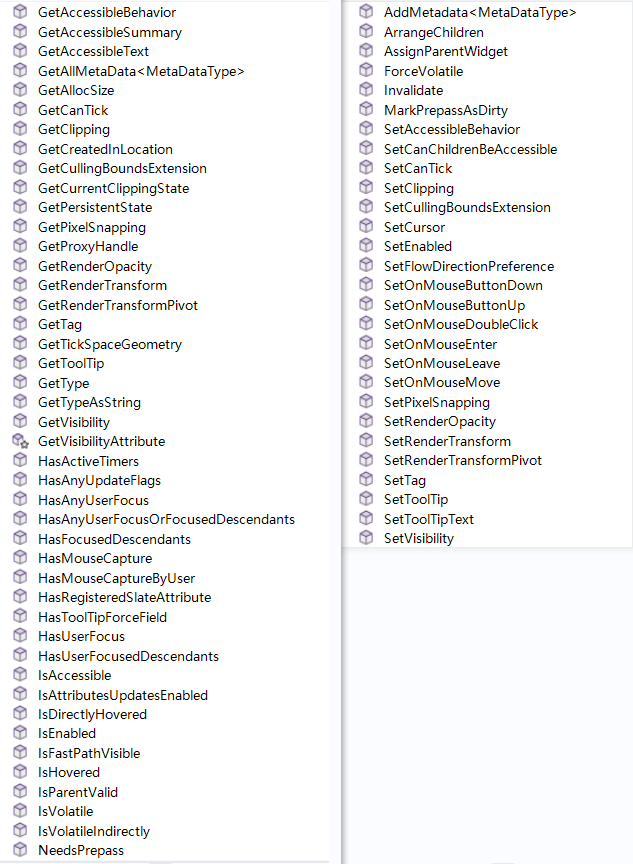 GetAccessibleBehavior
GetAccessibleSummary
GetAccessibleText
GetAllMetaData<MetaDataType>
GetAllocSize
GetCanTick
GetClipping
GetCreatedInLocation
GetCullingBoundsExtension
GetCurrentClippingState
GetPersistentState
GetPixelSnapping
GetProxyHandle
GetRenderOpacity
GetRenderTransform
GetRenderTransformPivot
GetTag
GetTickSpaceGeometry
GetToolTip
GetType
GetTypeAsString
GetVisibility
GetVisibilityAttribute
HasActiveTimers
HasAnyUpdateFlags
HasAnyUserFocus
HasAnyUserFocusOrFocusedDescendants
HasFocusedDescendants
HasMouseCapture
HasMouseCaptureByUser
HasRegisteredSlateAttribute
HasToolTipForceField
HasUserFocus
HasUserFocusedDescendants
IsAccessible
IsAttributesUpdatesEnabled
IsDirectlyHovered
IsEnabled
IsFastPathVisible
IsHovered
IsParentValid
IsVolatile
IsVolatileIndirectly
NeedsPrepass
AddMetadata<MetaDataType>
ArrangeChildren
AssignParentWidget
ForceVolatile
Invalidate
MarkPrepassAsDirty
SetAccessibleBehavior
SetCanChildrenBeAccessible
SetCanTick
SetClipping
SetCullingBoundsExtension
SetCursor
SetEnabled
SetFlowDirectionPreference
SetOnMouseButtonDown
SetOnMouseButtonUp
SetOnMouseDoubleClick
SetOnMouseEnter
SetOnMouseLeave
SetOnMouseMove
SetPixelSnapping
SetRenderOpacity
SetRenderTransform
SetRenderTransformPivot
SetTag
SetToolTip
SetToolTipText
SetVisibility